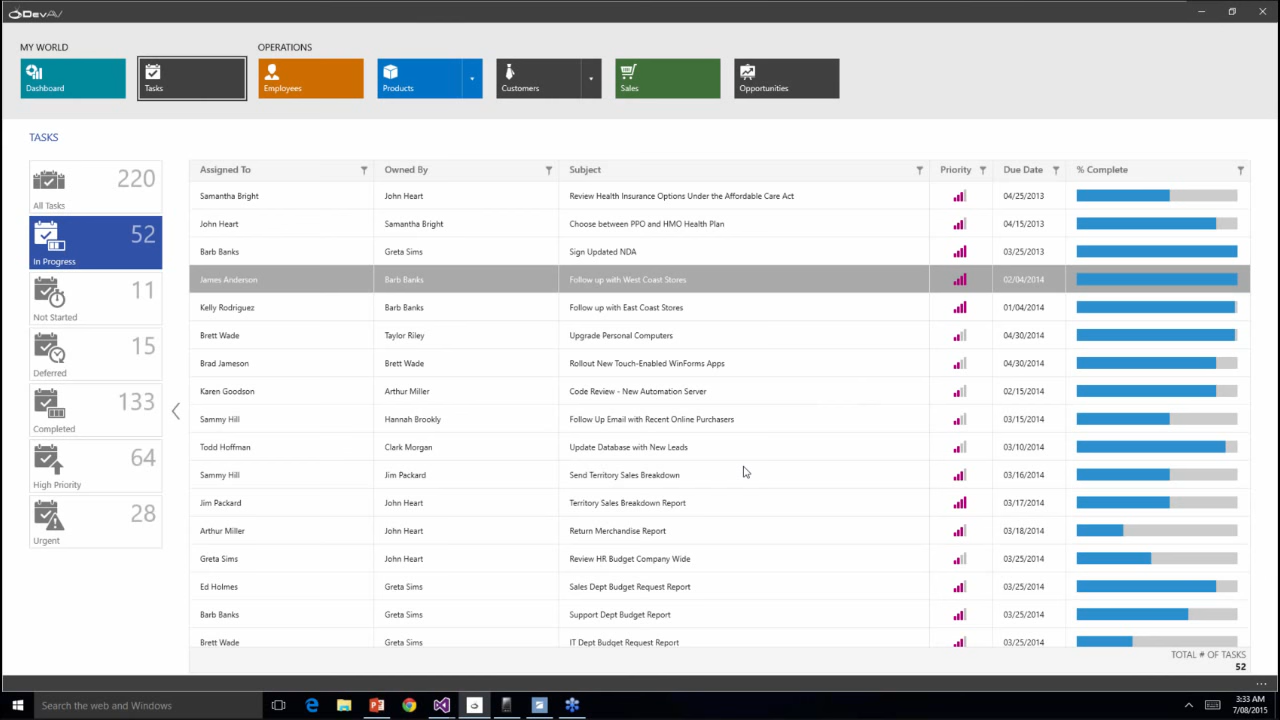 DevAV
MY WORLD
OPERATIONS
Dashboard
Tasks
Employees
Products
Customers
Sales
Opportunities
TASKS
220
All Tasks
52
In Progress
11
Not Started
15
Deferred
133
Completed
64
High Priority
28
Urgent
Assigned To Owned By Subject Priority Due Date % Complete
Samantha Bright John Heart Review Health Insurance Options Under the Affordable Care Act 04/25/2013
John Heart Samantha Bright Choose between PPO and HMO Health Plan 04/15/2013
Barb Banks Greta Sims Sign Updated NDA 03/25/2013
James Anderson Barb Banks Follow up with West Coast Stores 02/04/2014
Kelly Rodriguez Barb Banks Follow up with East Coast Stores 01/04/2014
Brett Wade Taylor Riley Upgrade Personal Computers 04/30/2014
Brad Jameson Brett Wade Rollout New Touch-Enabled WinForms Apps 04/30/2014
Karen Goodson Arthur Miller Code Review - New Automation Server 02/15/2014
Sammy Hill Hannah Brookly Follow Up Email with Recent Online Purchasers 03/15/2014
Todd Hoffman Clark Morgan Update Database with New Leads 03/10/2014
Sammy Hill Jim Packard Send Territory Sales Breakdown 03/16/2014
Jim Packard John Heart Territory Sales Breakdown Report 03/17/2014
Arthur Miller John Heart Return Merchandise Report 03/18/2014
Greta Sims John Heart Review HR Budget Company Wide 03/25/2014
Ed Holmes Greta Sims Sales Dept Budget Request Report 03/25/2014
Barb Banks Greta Sims Support Dept Budget Report 03/25/2014
Brett Wade Greta Sims IT Dept Budget Request Report 03/25/2014
TOTAL # OF TASKS
52
Search the web and Windows
3:33 AM
7/08/2015